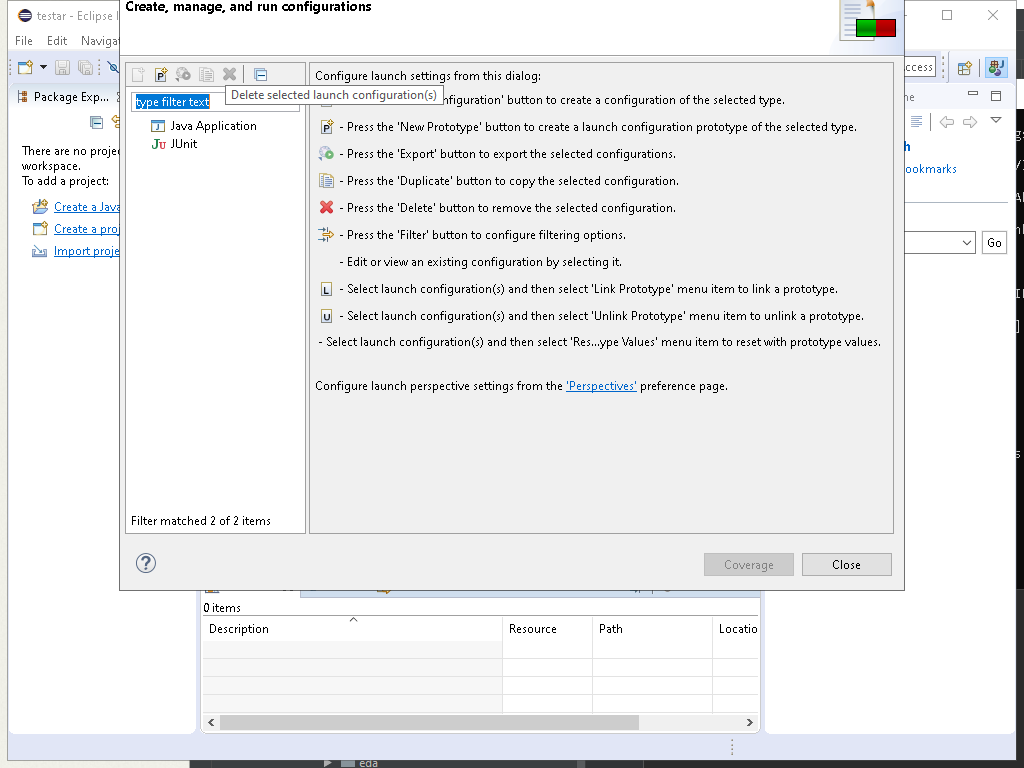 Create, manage, and run configurations
testar - Eclipse I
File Edit Navigat
Package Exp...
There are no proje
workspace.
To add a project:
Create a Java
Create a proj
Import proje
type filter text
Delete selected launch configuration(s)
Java Application
Ju JUnit
Filter matched 2 of 2 items
Configure launch settings from this dialog:
nfiguration' button to create a configuration of the selected type.
- Press the 'New Prototype' button to create a launch configuration prototype of the selected type.
- Press the 'Export' button to export the selected configurations.
- Press the 'Duplicate' button to copy the selected configuration.
- Press the 'Delete' button to remove the selected configuration.
- Press the 'Filter' button to configure filtering options.
- Edit or view an existing configuration by selecting it.
L - Select launch configuration(s) and then select 'Link Prototype' menu item to link a prototype.
U - Select launch configuration(s) and then select 'Unlink Prototype' menu item to unlink a prototype.
- Select launch configuration(s) and then select 'Res...ype Values' menu item to reset with prototype values.
Configure launch perspective settings from the 'Perspectives' preference page.
? Coverage Close
ccess
ne
h
ookmarks
Go
0 items
Description Resource Path Locatio
eda